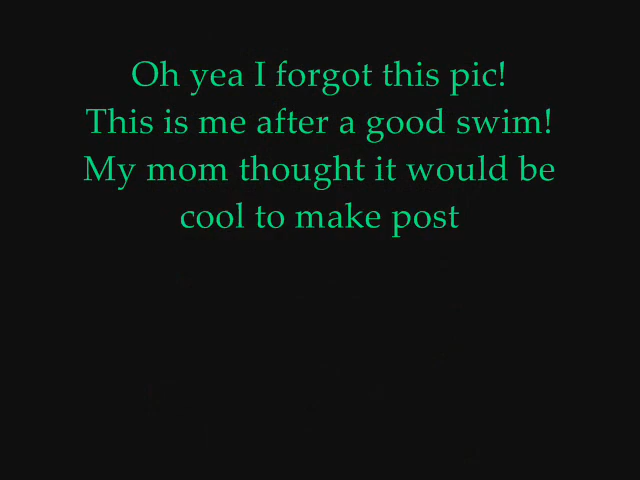 Oh yea I forgot this pic!
This is me after a good swim!
My mom thought it would be
cool to make post